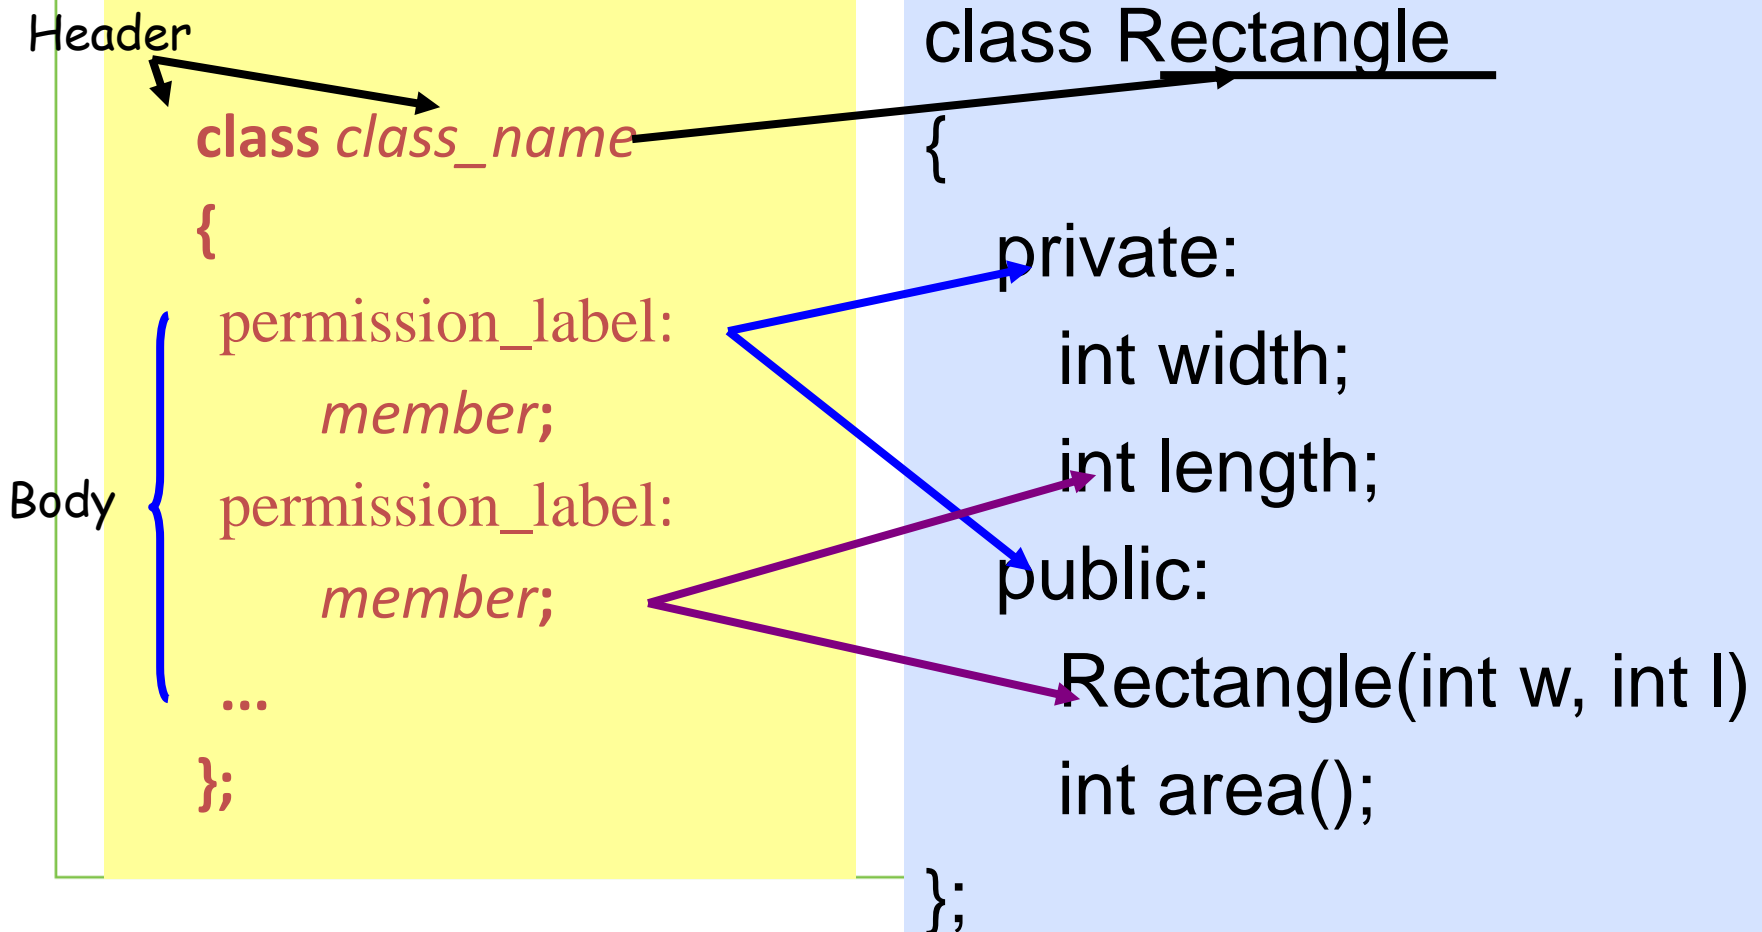 Header
class class_name
{
permission_label:
member;
permission_label:
member;
...
};
Body
class Rectangle
{
private:
int width;
int length;
public:
Rectangle(int w, int l)
int area();
};